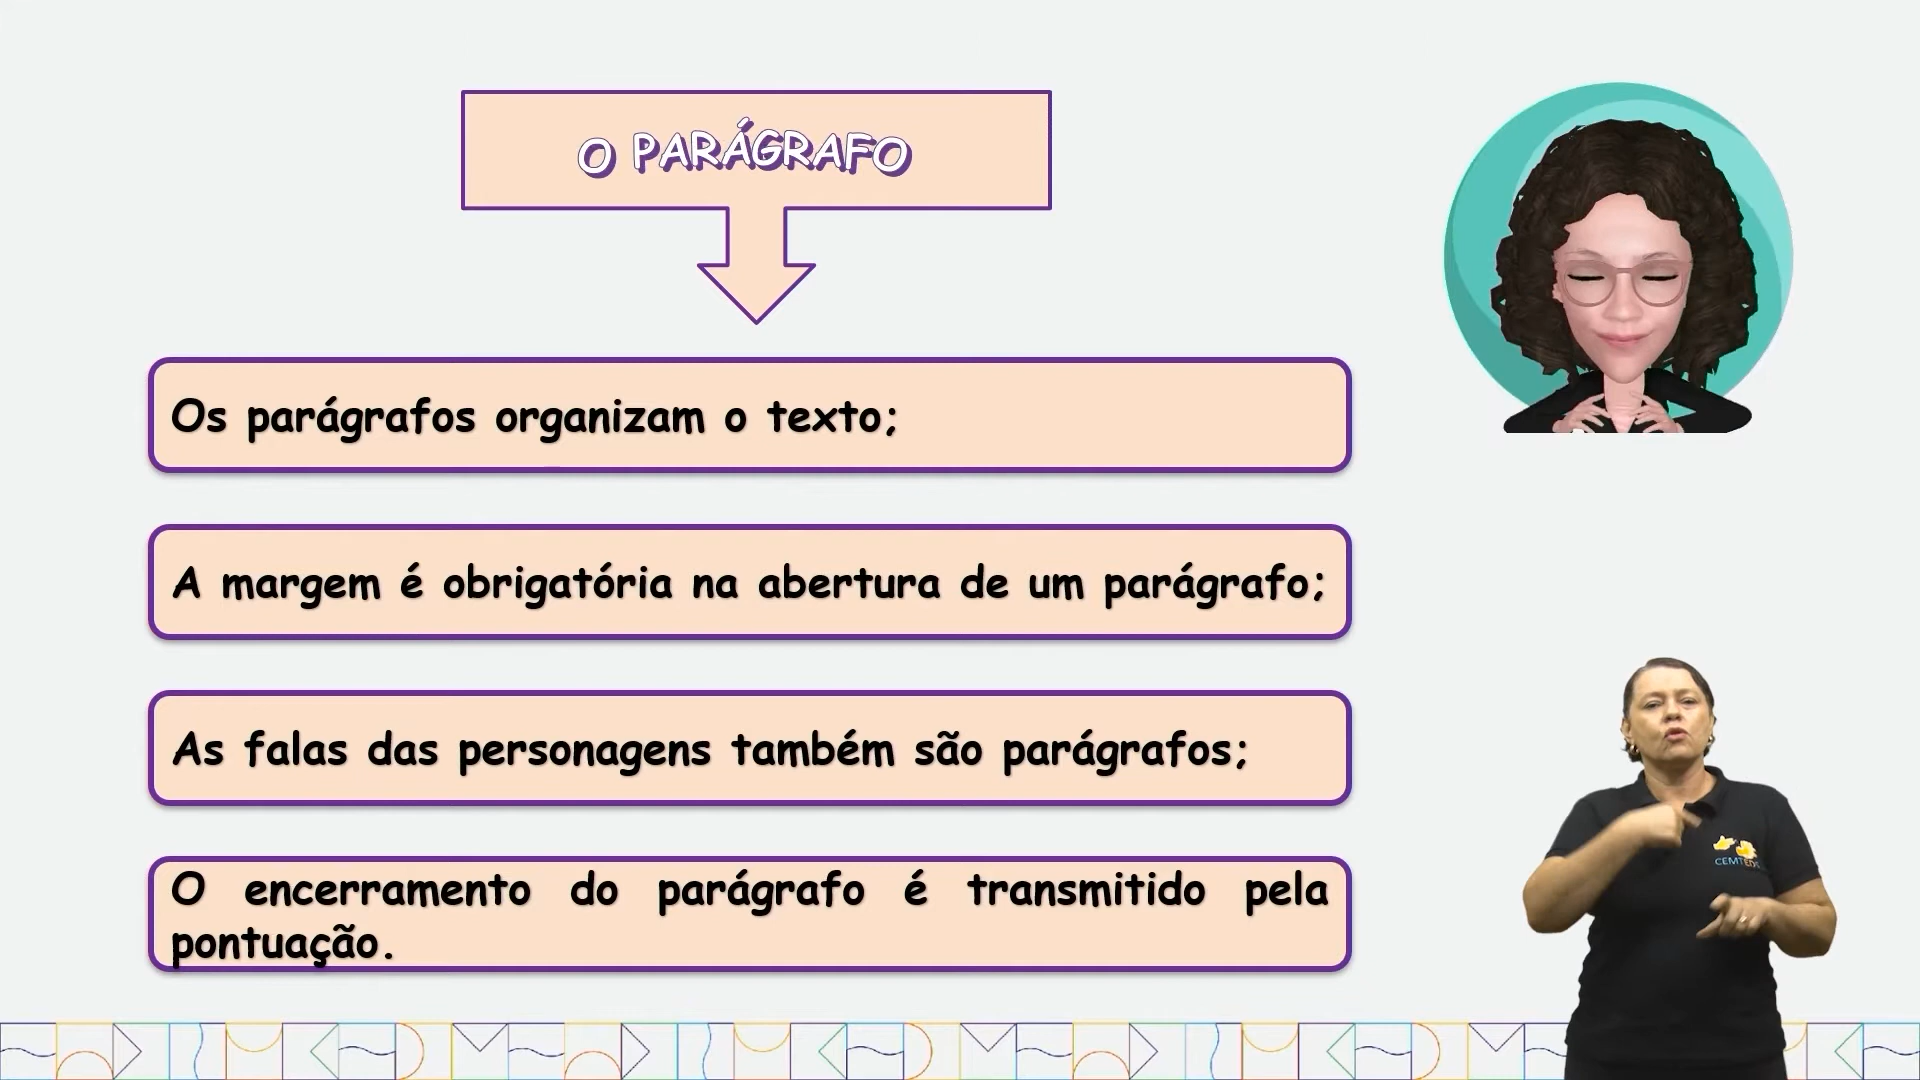 O PARÁGRAFO
Os parágrafos organizam o texto;
A margem é obrigatória na abertura de um parágrafo;
As falas das personagens também são parágrafos;
O encerramento do parágrafo é transmitido pela
pontuação.